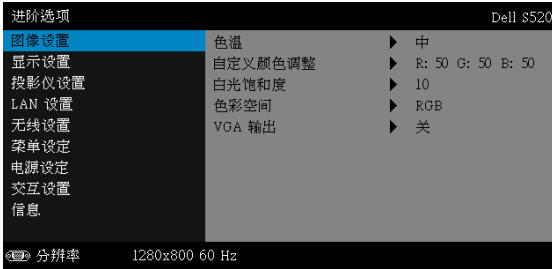 进阶选项 Dell S520
图像设置 色温 中
显示设置 自定义颜色调整 R: 50 G: 50 B: 50
投影仪设置 白光饱和度 10
LAN 设置 色彩空间 RGB
无线设置 VGA 输出 关
菜单设定
电源设定
交互设置
信息
分辨率 1280x800 60 Hz